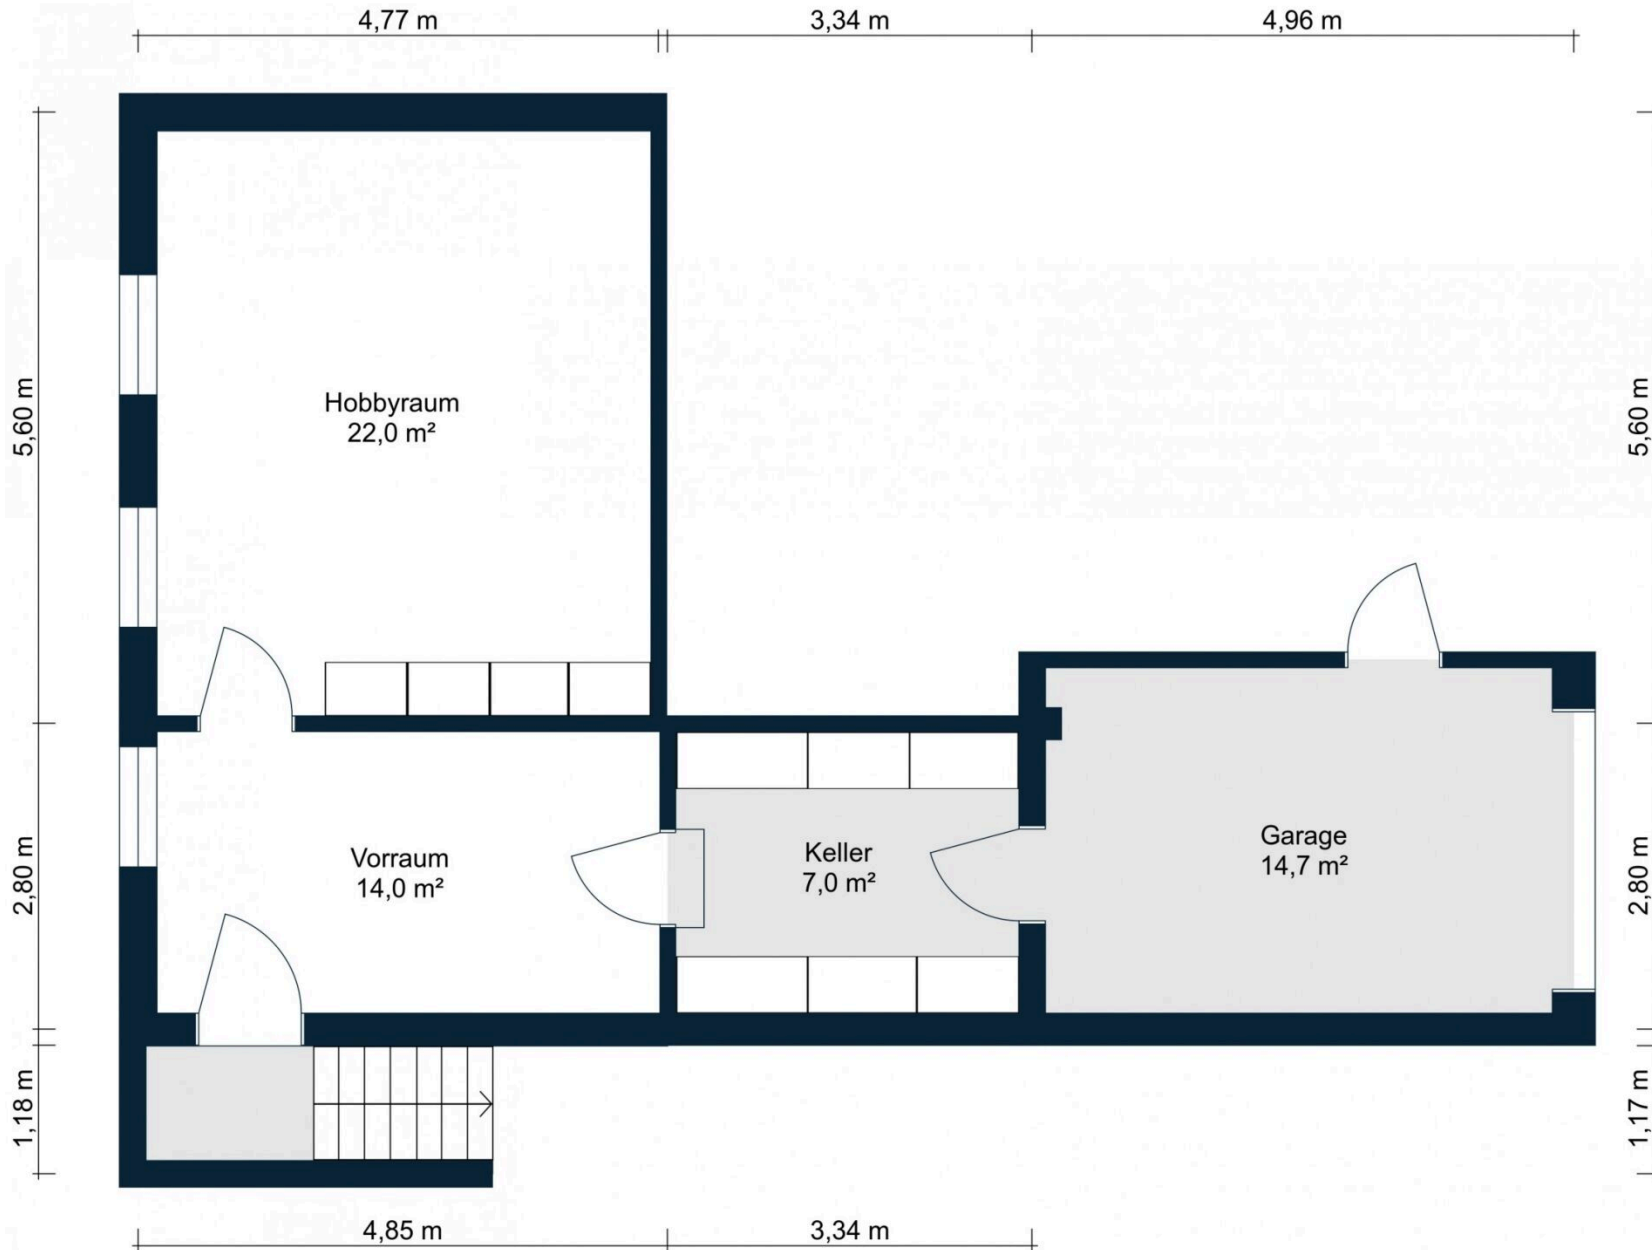 4,77 m
3,34 m
4,96 m
5,60 m
5,60 m
Hobbyraum
22,0 m²
Vorraum
14,0 m²
Keller
7,0 m²
Garage
14,7 m²
2,80 m
2,80 m
1,18 m
1,17 m
4,85 m
3,34 m